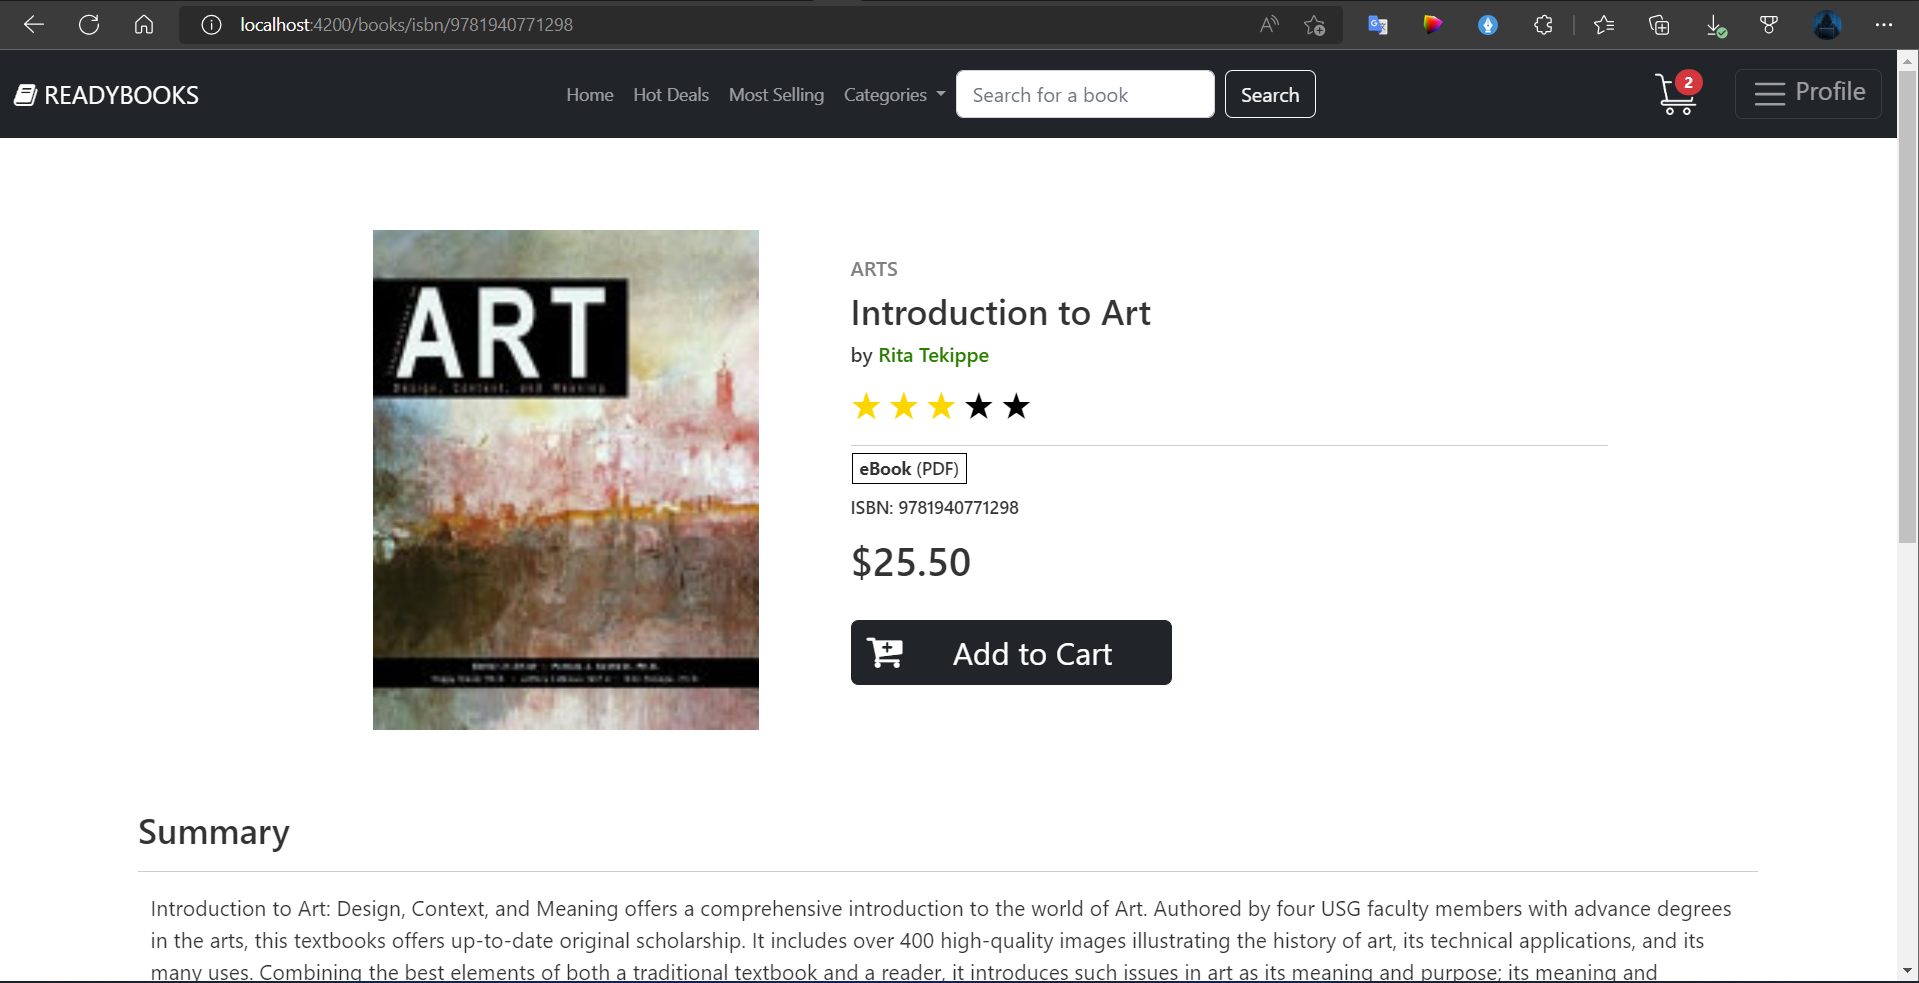 localhost:4200/books/isbn/9781940771298
READYBOOKS
Home Hot Deals Most Selling Categories Search for a book Search 2 Profile
ART
Design, Context, and Meaning
ARTS
Introduction to Art
by Rita Tekippe
eBook (PDF)
ISBN: 9781940771298
$25.50
Add to Cart
Summary
Introduction to Art: Design, Context, and Meaning offers a comprehensive introduction to the world of Art. Authored by four USG faculty members with advance degrees
in the arts, this textbooks offers up-to-date original scholarship. It includes over 400 high-quality images illustrating the history of art, its technical applications, and its
many uses. Combining the best elements of both a traditional textbook and a reader, it introduces such issues in art as its meaning and purpose; its meaning and